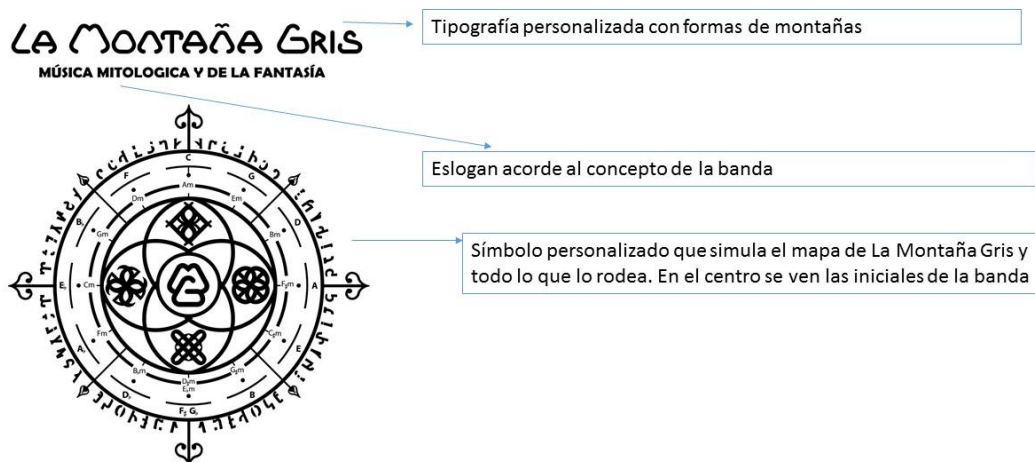 LA MONTAÑA GRIS
MÚSICA MITOLOGICA Y DE LA FANTASÍA
Tipografía personalizada con formas de montañas
Eslogan acorde al concepto de la banda
Símbolo personalizado que simula el mapa de La Montaña Gris y
todo lo que lo rodea. En el centro se ven las iniciales de la banda
C
G
D
A
E
B
F♯ G♭
D♭
A♭
E♭
B♭
F
Am
Em
Bm
F♯m
C♯m
G♯m
D♯m
E♭m
B♭m
Fm
Cm
Gm
Dm
MG